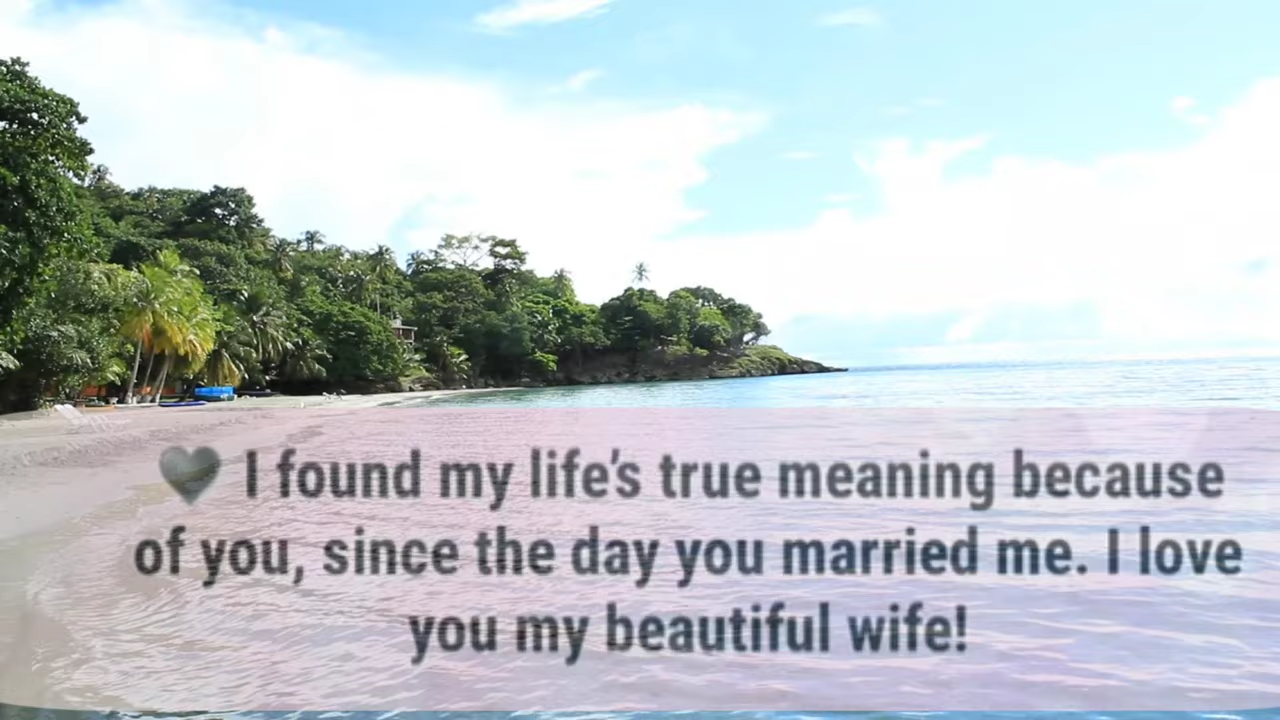 🖤 I found my life's true meaning because
of you, since the day you married me. I love
you my beautiful wife!